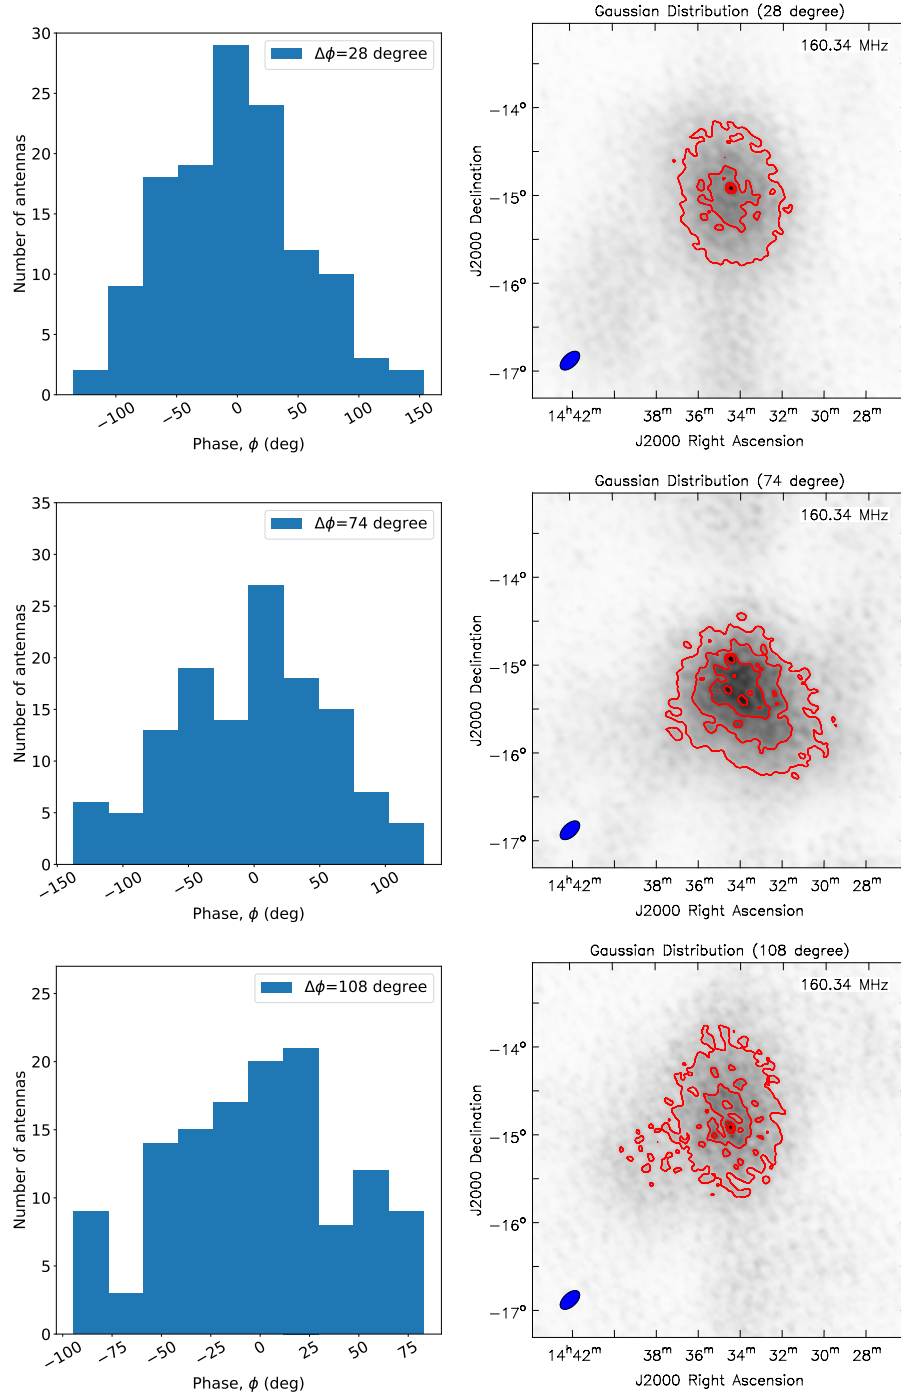 Gaussian Distribution (28 degree)
30
25
20
15
10
5
0
Number of antennas
Δϕ=28 degree
−100
−50
0
50
100
150
Phase, ϕ (deg)
160.34 MHz
−14°
−15°
−16°
−17°
J2000 Declination
14ʰ42ᵐ
38ᵐ
36ᵐ
34ᵐ
32ᵐ
30ᵐ
28ᵐ
J2000 Right Ascension
Gaussian Distribution (74 degree)
35
30
25
20
15
10
5
0
Number of antennas
Δϕ=74 degree
−150
−100
−50
0
50
100
Phase, ϕ (deg)
160.34 MHz
−14°
−15°
−16°
−17°
J2000 Declination
14ʰ42ᵐ
38ᵐ
36ᵐ
34ᵐ
32ᵐ
30ᵐ
28ᵐ
J2000 Right Ascension
Gaussian Distribution (108 degree)
25
20
15
10
5
0
Number of antennas
Δϕ=108 degree
−100
−75
−50
−25
0
25
50
75
Phase, ϕ (deg)
160.34 MHz
−14°
−15°
−16°
−17°
J2000 Declination
14ʰ42ᵐ
38ᵐ
36ᵐ
34ᵐ
32ᵐ
30ᵐ
28ᵐ
J2000 Right Ascension